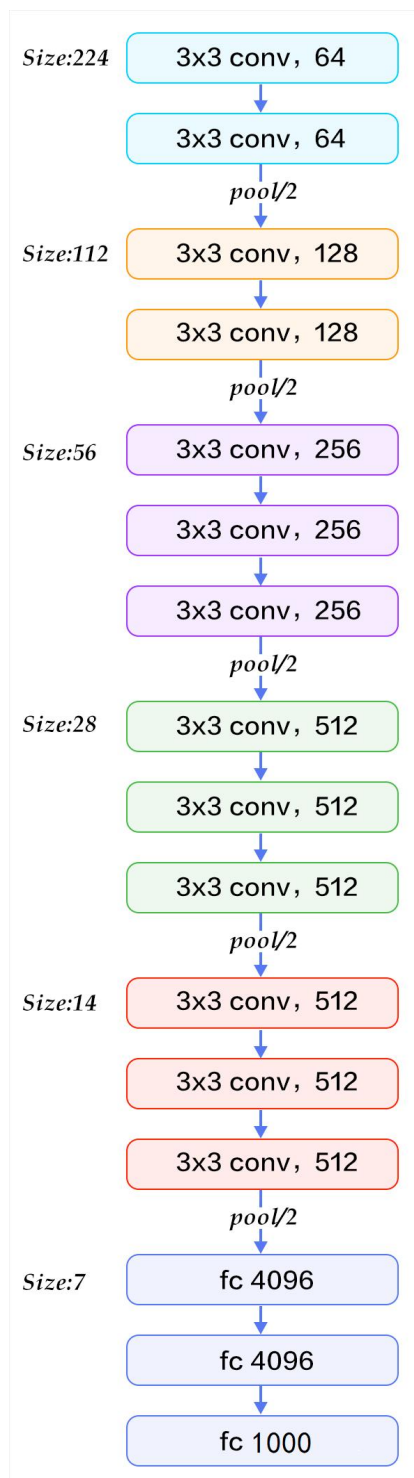 Size:224
3x3 conv, 64
3x3 conv, 64
pool/2
Size:112
3x3 conv, 128
3x3 conv, 128
pool/2
Size:56
3x3 conv, 256
3x3 conv, 256
3x3 conv, 256
pool/2
Size:28
3x3 conv, 512
3x3 conv, 512
3x3 conv, 512
pool/2
Size:14
3x3 conv, 512
3x3 conv, 512
3x3 conv, 512
pool/2
Size:7
fc 4096
fc 4096
fc 1000